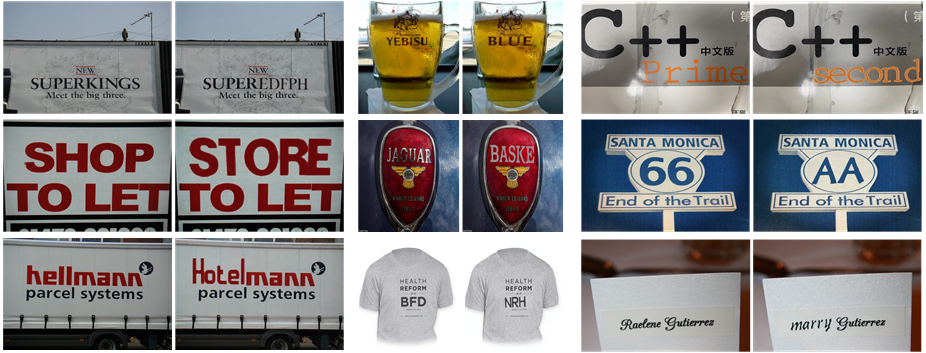 NEW
SUPERKINGS
Meet the big three.
NEW
SUPEREDFPH
Meet the big three.
YEBISU
BLUE
C++ 中文版
Prime
(第
C++ 中文版
second
(第
SHOP
TO LET
STORE
TO LET
JAGUAR
BASKE
SANTA MONICA
66
End of the Trail
SANTA MONICA
AA
End of the Trail
hellmann
parcel systems
Hotelmann
parcel systems
HEALTH
REFORM
BFD
HEALTH
REFORM
NRH
Raelene Gutierrez
marry Gutierrez